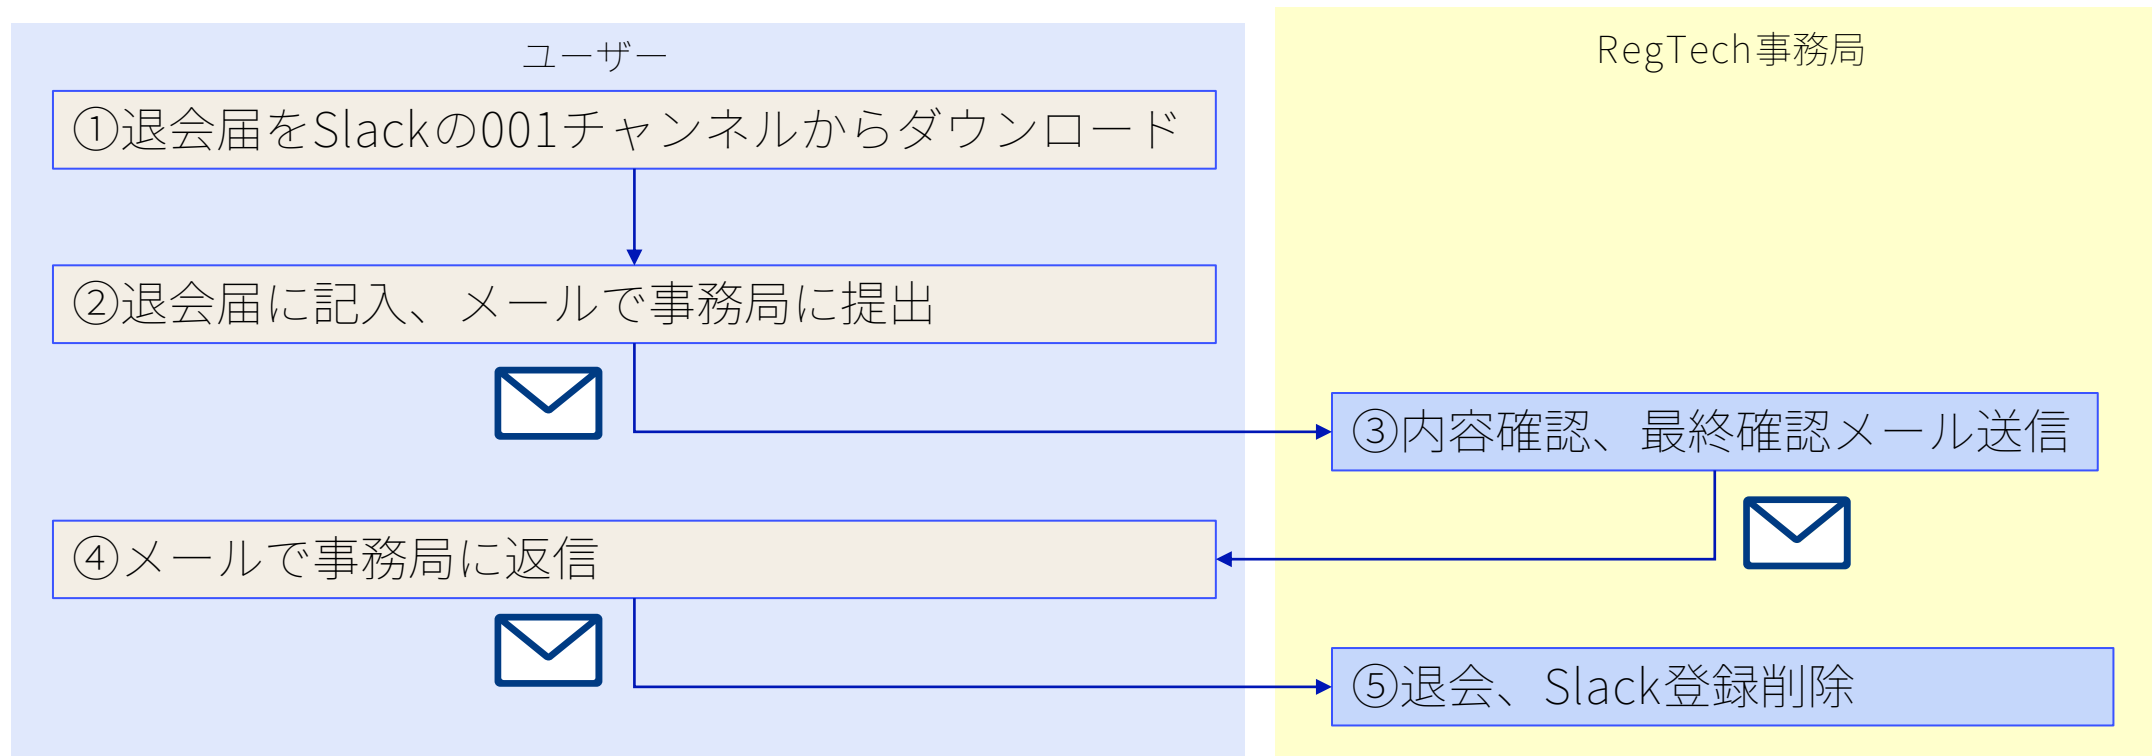 ユーザー
RegTech事務局
①退会届をSlackの001チャンネルからダウンロード
②退会届に記入、メールで事務局に提出
③内容確認、最終確認メール送信
④メールで事務局に返信
⑤退会、Slack登録削除